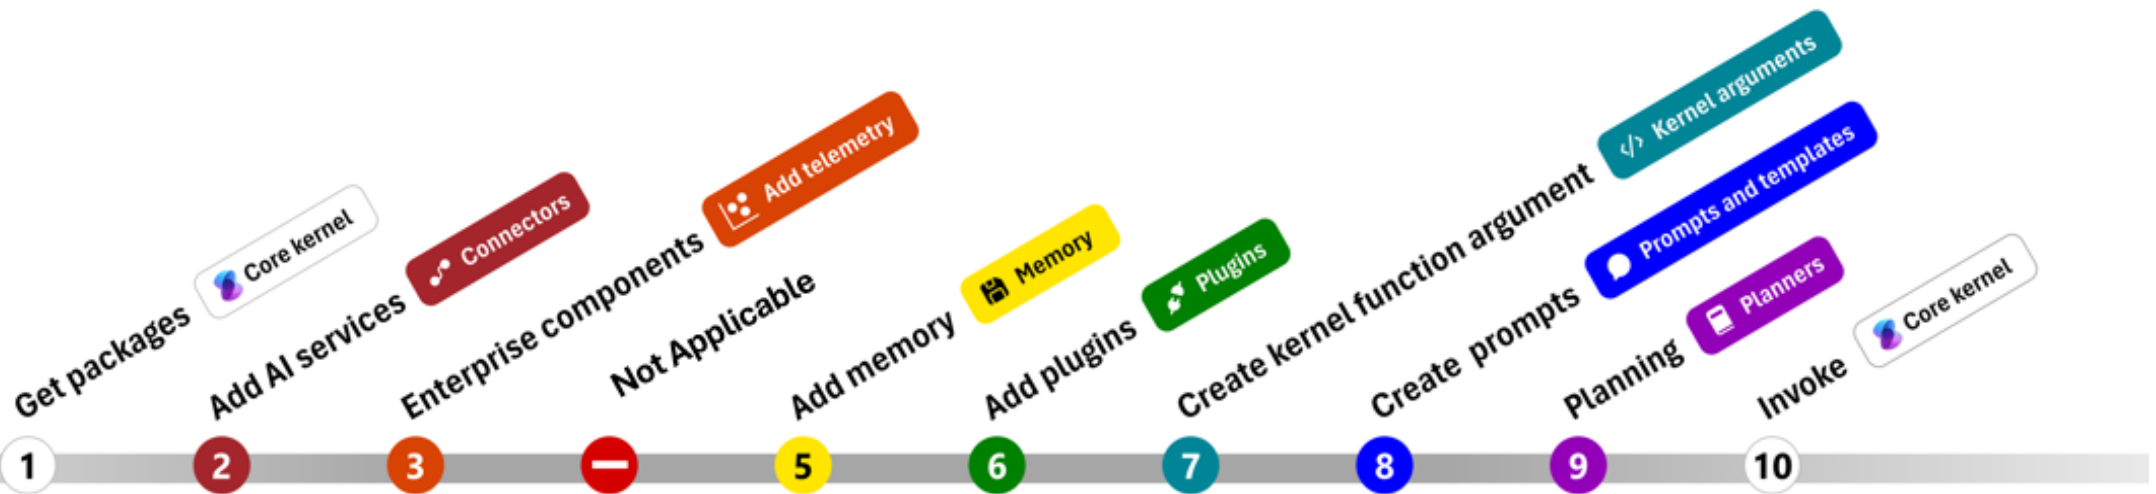 Get packages
Core kernel
Add AI services
Connectors
Enterprise components
Add telemetry
Not Applicable
Add memory
Memory
Add plugins
Plugins
Create kernel function argument
</> Kernel arguments
Create prompts
Prompts and templates
Planning
Planners
Invoke
Core kernel
1
2
3
5
6
7
8
9
10